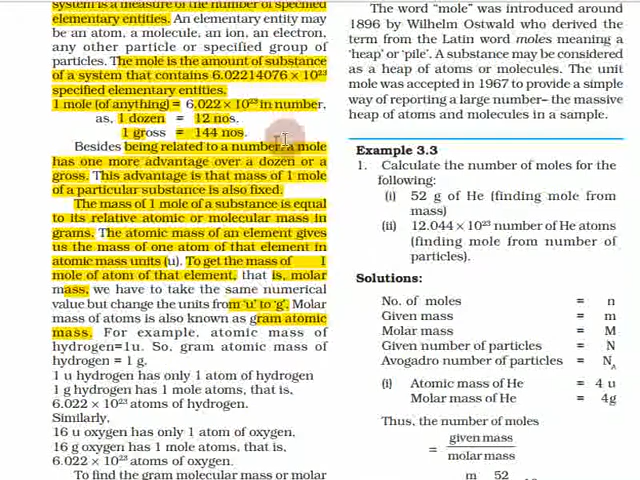 system is a measure of the number of specified
elementary entities. An elementary entity may
be an atom, a molecule, an ion, an electron,
any other particle or specified group of
particles. The mole is the amount of substance
of a system that contains 6.02214076 × 10²³
specified elementary entities.
1 mole (of anything) = 6.022 × 10²³ in number,
as, 1 dozen = 12 nos.
1 gross = 144 nos.
Besides being related to a number, a mole
has one more advantage over a dozen or a
gross. This advantage is that mass of 1 mole
of a particular substance is also fixed.
The mass of 1 mole of a substance is equal
to its relative atomic or molecular mass in
grams. The atomic mass of an element gives
us the mass of one atom of that element in
atomic mass units (u). To get the mass of 1
mole of atom of that element, that is, molar
mass, we have to take the same numerical
value but change the units from ‘u’ to ‘g’. Molar
mass of atoms is also known as gram atomic
mass. For example, atomic mass of
hydrogen=1u. So, gram atomic mass of
hydrogen = 1 g.
1 u hydrogen has only 1 atom of hydrogen
1 g hydrogen has 1 mole atoms, that is,
6.022 × 10²³ atoms of hydrogen.
Similarly,
16 u oxygen has only 1 atom of oxygen,
16 g oxygen has 1 mole atoms, that is,
6.022 × 10²³ atoms of oxygen.
To find the gram molecular mass or molar
The word “mole” was introduced around
1896 by Wilhelm Ostwald who derived the
term from the Latin word moles meaning a
‘heap’ or ‘pile’. A substance may be considered
as a heap of atoms or molecules. The unit
mole was accepted in 1967 to provide a simple
way of reporting a large number– the massive
heap of atoms and molecules in a sample.
Example 3.3
1. Calculate the number of moles for the
following:
(i) 52 g of He (finding mole from
mass)
(ii) 12.044 × 10²³ number of He atoms
(finding mole from number of
particles).
Solutions:
No. of moles = n
Given mass = m
Molar mass = M
Given number of particles = N
Avogadro number of particles = N_A
(i) Atomic mass of He = 4 u
Molar mass of He = 4g
Thus, the number of moles
= given mass
molar mass
m 52